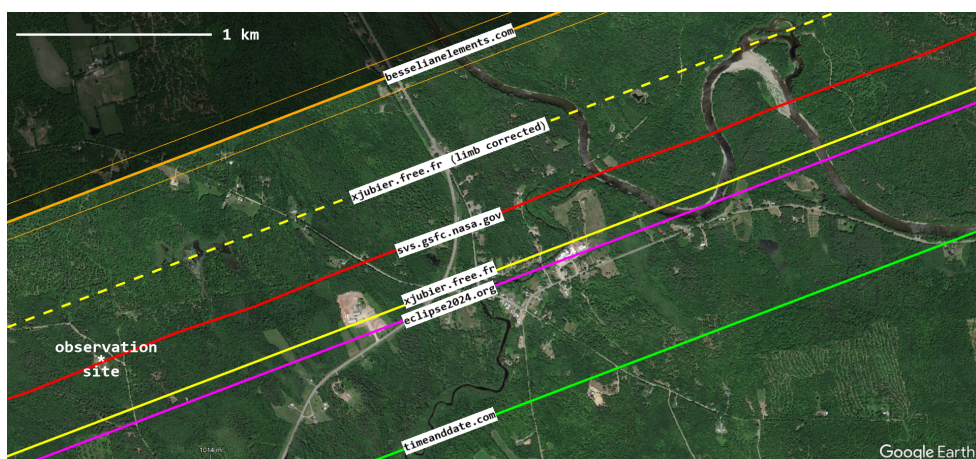 1 km
besselianelements.com
xjubier.free.fr (limb corrected)
svs.gsfc.nasa.gov
xjubier.free.fr
eclipse2024.org
observation
*
site
timeanddate.com
1014 m
Google Earth